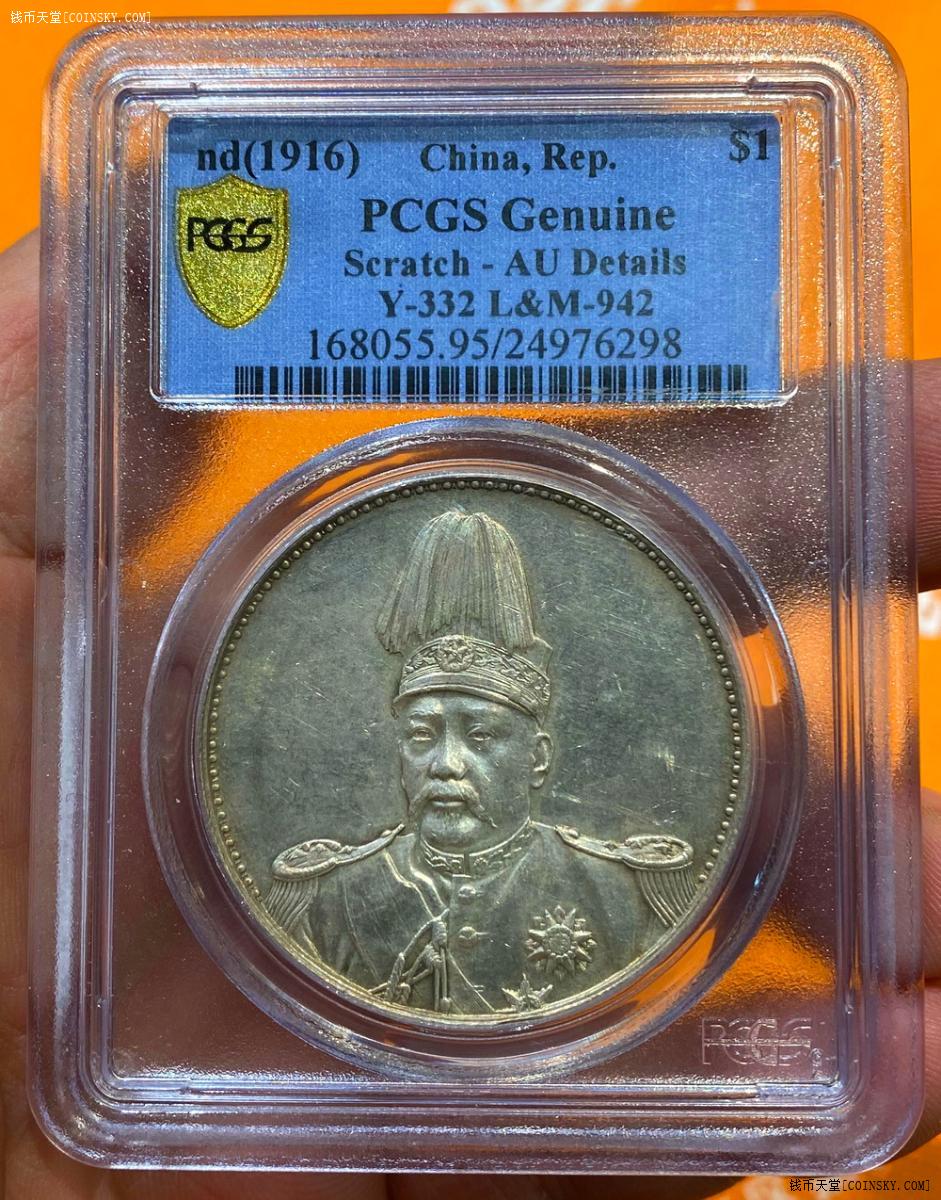 钱币天堂[COINSKY.COM]
nd(1916) China, Rep. $1
PCGS Genuine
PCGS
Scratch - AU Details
Y-332 L&M-942
168055.95/24976298
PCGS
钱币天堂[COINSKY.COM]